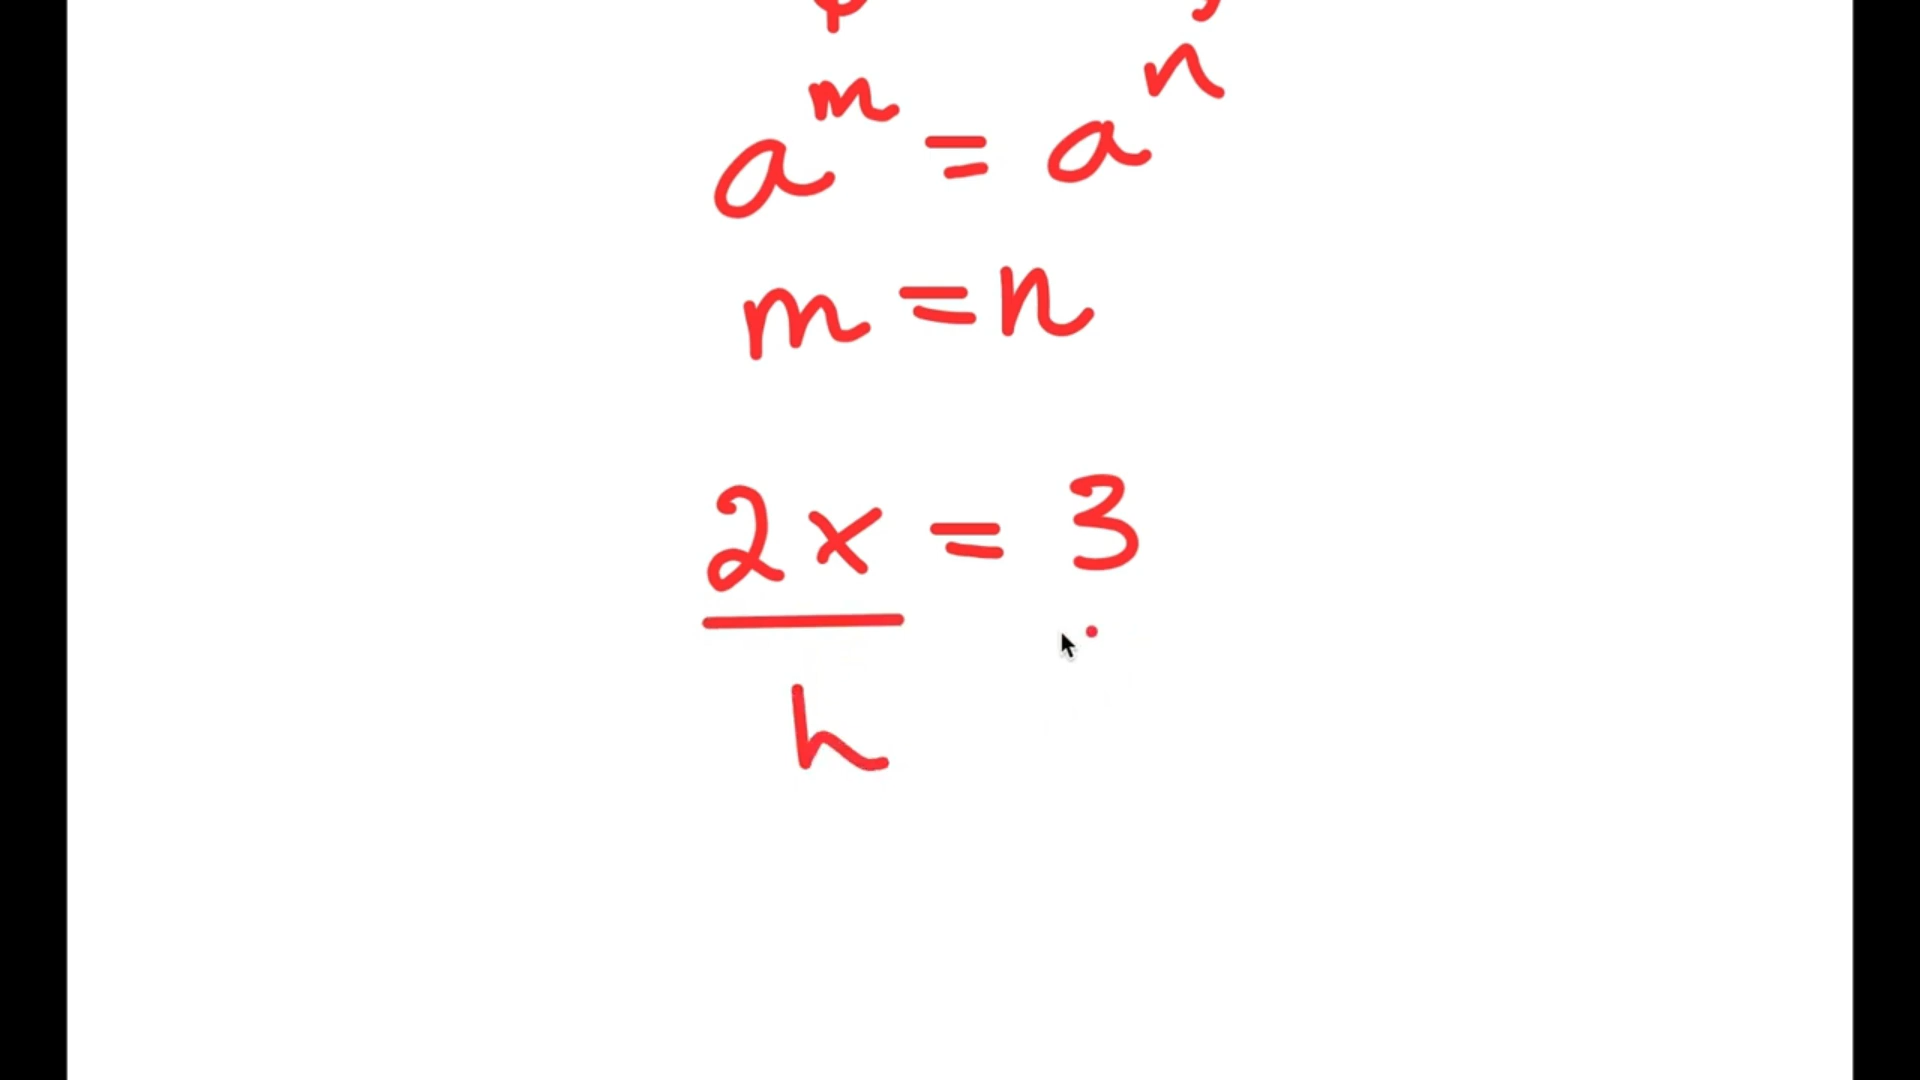 a^m = a^n
m = n
2x = 3
h